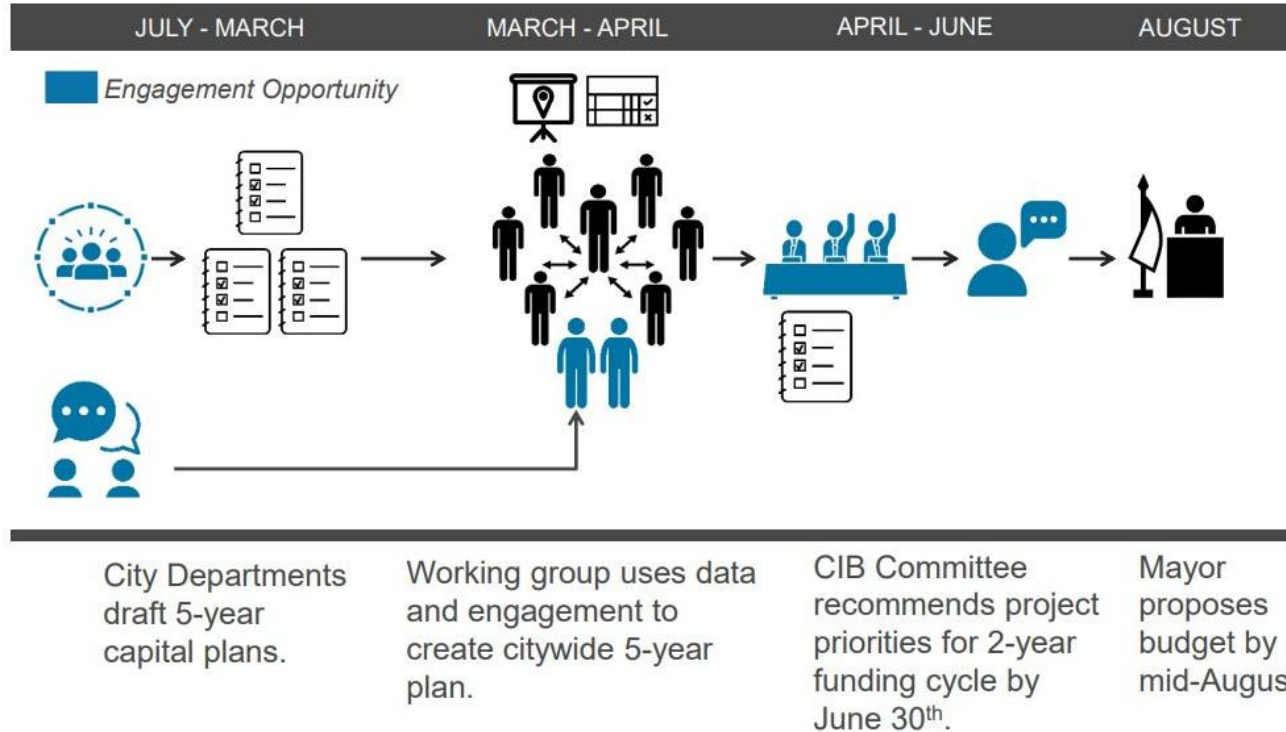 JULY - MARCH
MARCH - APRIL
APRIL - JUNE
AUGUST
Engagement Opportunity
City Departments
draft 5-year
capital plans.
Working group uses data
and engagement to
create citywide 5-year
plan.
CIB Committee
recommends project
priorities for 2-year
funding cycle by
June 30th.
Mayor
proposes
budget by
mid-Augus